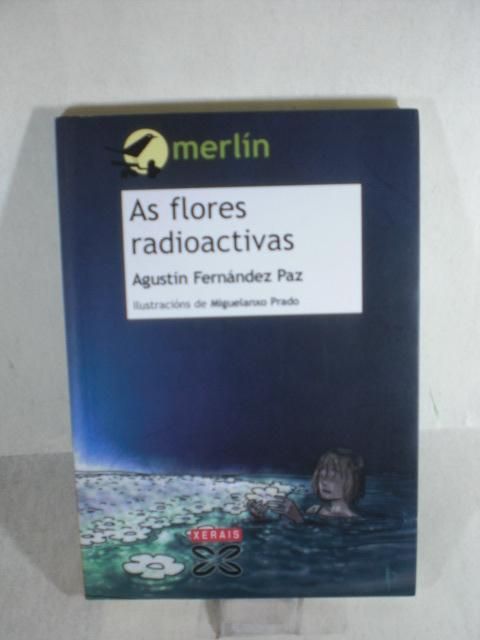 merlín
As flores
radioactivas
Agustín Fernández Paz
Ilustracións de Miguelanxo Prado
XERAIS